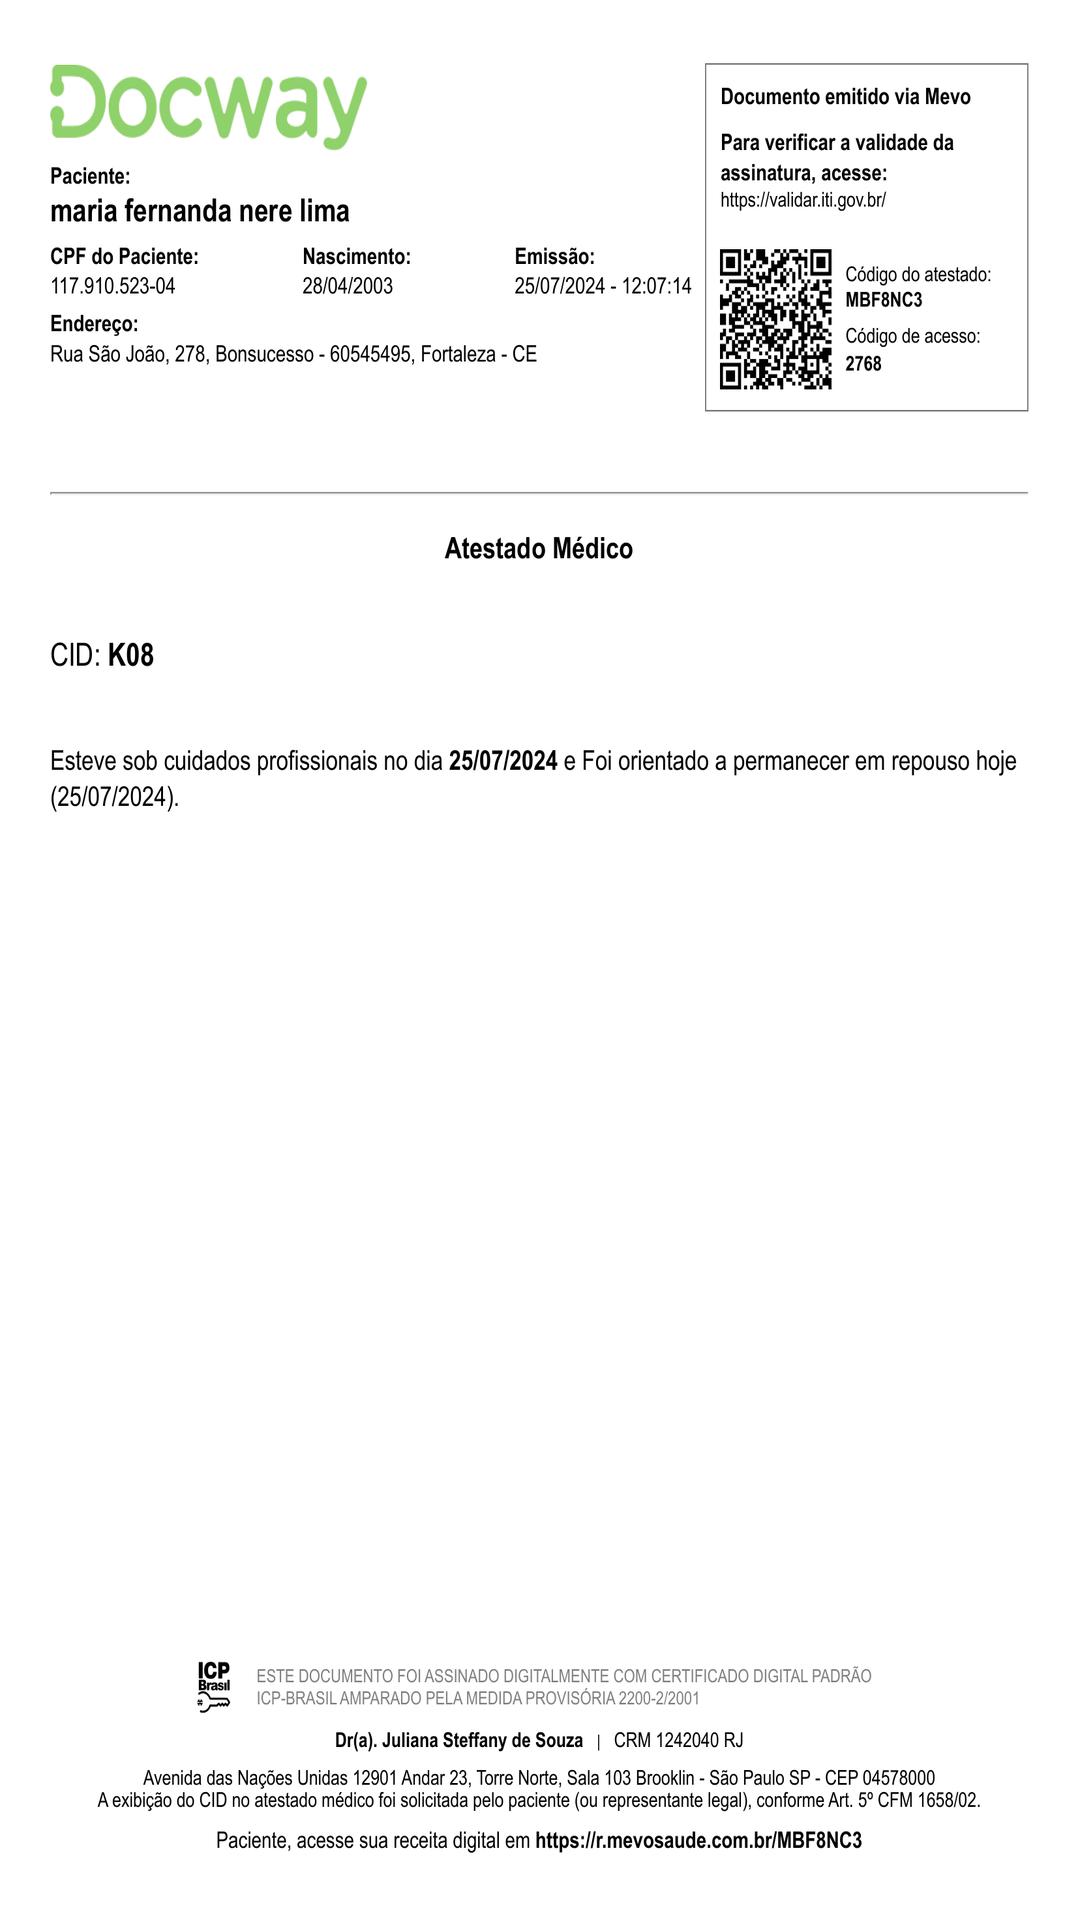 Docway
Documento emitido via Mevo
Para verificar a validade da
assinatura, acesse:
https://validar.iti.gov.br/
Código do atestado:
MBF8NC3
Código de acesso:
2768
Paciente:
maria fernanda nere lima
CPF do Paciente: Nascimento: Emissão:
117.910.523-04 28/04/2003 25/07/2024 - 12:07:14
Endereço:
Rua São João, 278, Bonsucesso - 60545495, Fortaleza - CE
Atestado Médico
CID: K08
Esteve sob cuidados profissionais no dia 25/07/2024 e Foi orientado a permanecer em repouso hoje
(25/07/2024).
ICP
Brasil
ESTE DOCUMENTO FOI ASSINADO DIGITALMENTE COM CERTIFICADO DIGITAL PADRÃO
ICP-BRASIL AMPARADO PELA MEDIDA PROVISÓRIA 2200-2/2001
Dr(a). Juliana Steffany de Souza | CRM 1242040 RJ
Avenida das Nações Unidas 12901 Andar 23, Torre Norte, Sala 103 Brooklin - São Paulo SP - CEP 04578000
A exibição do CID no atestado médico foi solicitada pelo paciente (ou representante legal), conforme Art. 5º CFM 1658/02.
Paciente, acesse sua receita digital em https://r.mevosaude.com.br/MBF8NC3